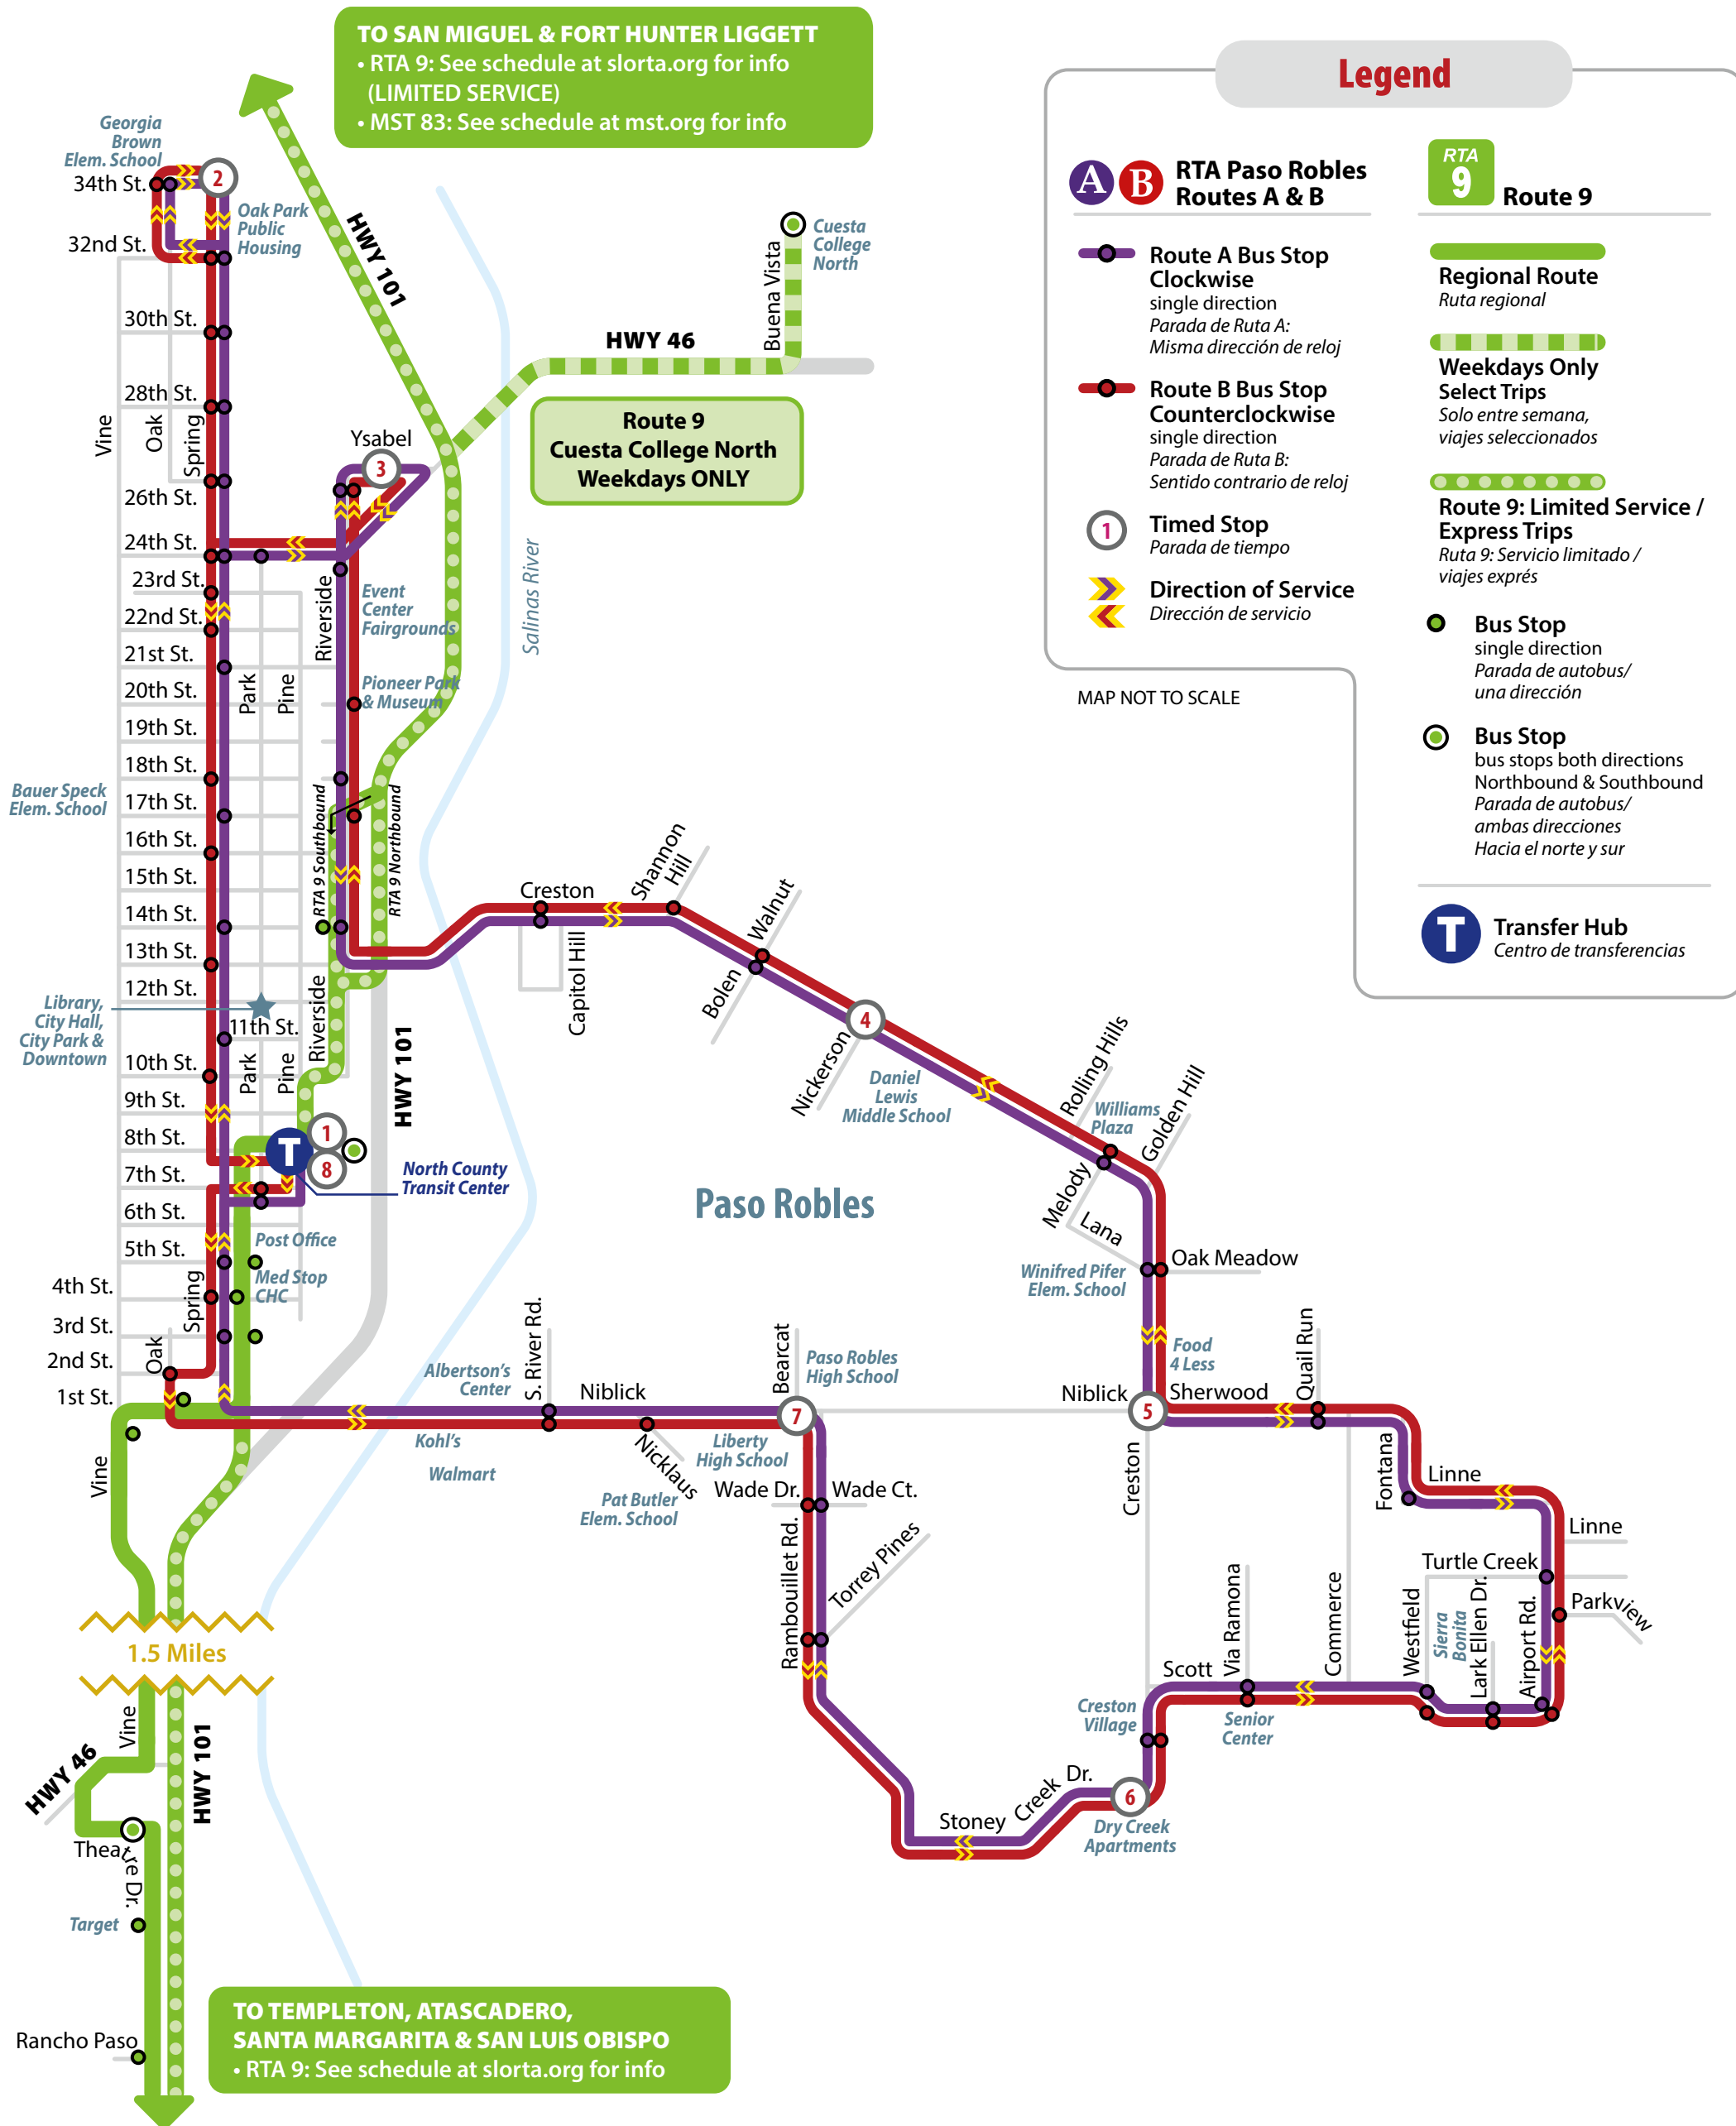 TO SAN MIGUEL & FORT HUNTER LIGGETT
• RTA 9: See schedule at slorta.org for info
(LIMITED SERVICE)
• MST 83: See schedule at mst.org for info
Legend
A B RTA Paso Robles
Routes A & B
Route A Bus Stop
Clockwise
single direction
Parada de Ruta A:
Misma dirección de reloj
Route B Bus Stop
Counterclockwise
single direction
Parada de Ruta B:
Sentido contrario de reloj
1 Timed Stop
Parada de tiempo
Direction of Service
Dirección de servicio
RTA
9 Route 9
Regional Route
Ruta regional
Weekdays Only
Select Trips
Solo entre semana,
viajes seleccionados
Route 9: Limited Service /
Express Trips
Ruta 9: Servicio limitado /
viajes exprés
Bus Stop
single direction
Parada de autobus/
una dirección
Bus Stop
bus stops both directions
Northbound & Southbound
Parada de autobus/
ambas direcciones
Hacia el norte y sur
T Transfer Hub
Centro de transferencias
MAP NOT TO SCALE
Georgia
Brown
Elem. School
34th St.
2
Oak Park
Public
Housing
32nd St.
30th St.
28th St.
Vine
Oak
Spring
26th St.
24th St.
23rd St.
22nd St.
21st St.
20th St.
19th St.
18th St.
17th St.
16th St.
15th St.
14th St.
13th St.
12th St.
11th St.
10th St.
9th St.
8th St.
7th St.
6th St.
5th St.
4th St.
3rd St.
2nd St.
1st St.
HWY 101
HWY 46
Buena Vista
Cuesta
College
North
Route 9
Cuesta College North
Weekdays ONLY
Ysabel
3
Riverside
Event
Center
Fairgrounds
Salinas River
Park
Pine
Pioneer Park
& Museum
Bauer Speck
Elem. School
RTA 9 Southbound
RTA 9 Northbound
Library,
City Hall,
City Park &
Downtown
Riverside
Park
Pine
HWY 101
T
1
8
North County
Transit Center
Post Office
Med Stop
CHC
Spring
Oak
Vine
Creston
Capitol Hill
Shannon
Hill
Walnut
Bolen
4
Nickerson
Daniel
Lewis
Middle School
Rolling Hills
Williams
Plaza
Golden Hill
Melody
Lana
Oak Meadow
Winifred Pifer
Elem. School
Paso Robles
Food
4 Less
Niblick
5
Sherwood
Quail Run
Creston
Fontana
Linne
Linne
Turtle Creek
Parkview
Airport Rd.
Lark Ellen Dr.
Sierra
Bonita
Westfield
Commerce
Via Ramona
Scott
Senior
Center
Creston
Village
6
Dry Creek
Apartments
Stoney
Creek
Dr.
Albertson's
Center
S. River Rd.
Niblick
Bearcat
Paso Robles
High School
7
Kohl's
Walmart
Nicklaus
Liberty
High School
Pat Butler
Elem. School
Wade Dr.
Wade Ct.
Rambouillet Rd.
Torrey Pines
1.5 Miles
Vine
HWY 46
HWY 101
Theatre Dr.
Target
Rancho Paso
TO TEMPLETON, ATASCADERO,
SANTA MARGARITA & SAN LUIS OBISPO
• RTA 9: See schedule at slorta.org for info